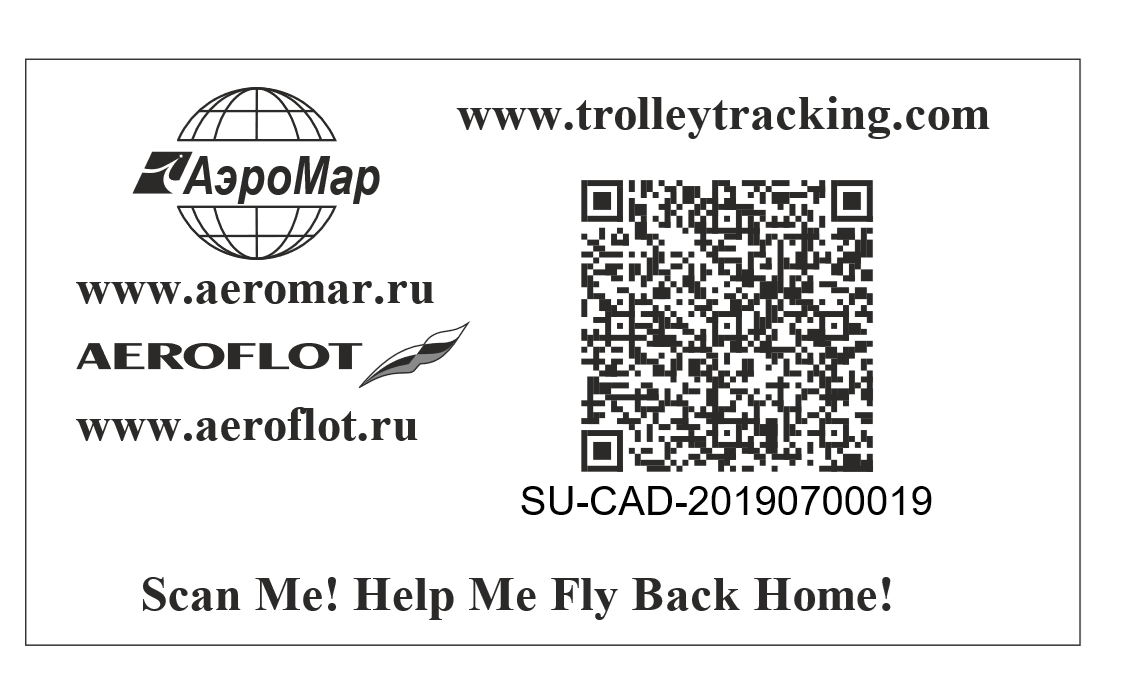 АэроМар
www.aeromar.ru
AEROFLOT
www.aeroflot.ru
www.trolleytracking.com
SU-CAD-20190700019
Scan Me! Help Me Fly Back Home!